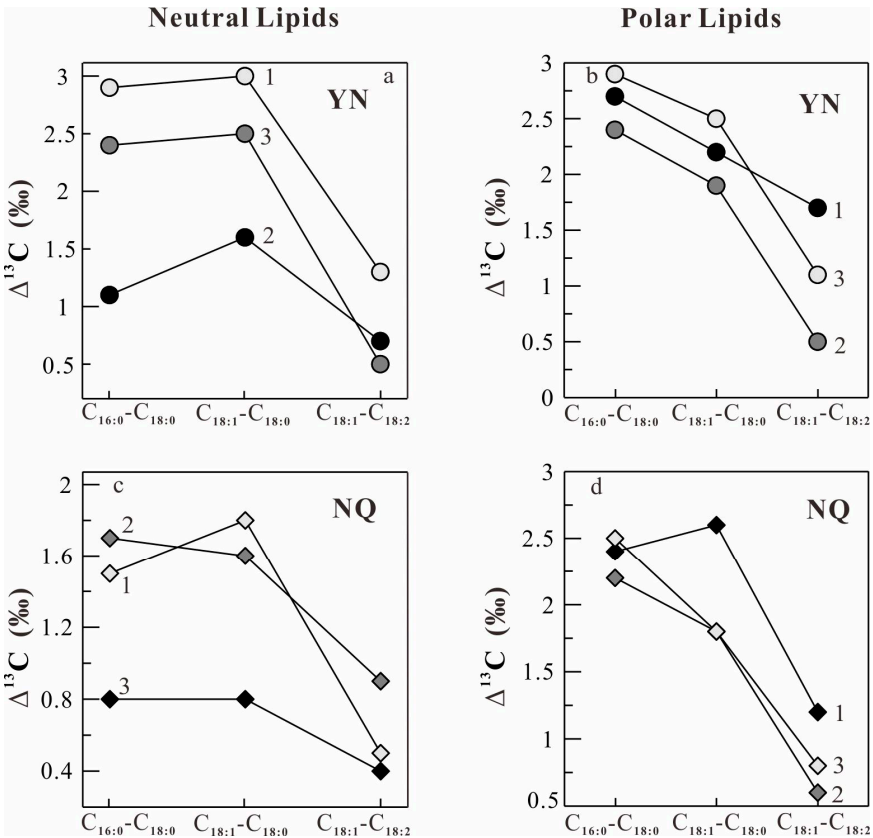 Neutral Lipids
Polar Lipids
a
YN
1
3
2
3
2.5
2
1.5
1
0.5
Δ¹³C (‰)
C₁₆:₀-C₁₈:₀ C₁₈:₁-C₁₈:₀ C₁₈:₁-C₁₈:₂
b
YN
1
3
2
3
2.5
2
1.5
1
0.5
0
Δ¹³C (‰)
C₁₆:₀-C₁₈:₀ C₁₈:₁-C₁₈:₀ C₁₈:₁-C₁₈:₂
c
NQ
2
1
3
2
1.6
1.2
0.8
0.4
Δ¹³C (‰)
C₁₆:₀-C₁₈:₀ C₁₈:₁-C₁₈:₀ C₁₈:₁-C₁₈:₂
d
NQ
1
3
2
3
2.5
2
1.5
1
0.5
Δ¹³C (‰)
C₁₆:₀-C₁₈:₀ C₁₈:₁-C₁₈:₀ C₁₈:₁-C₁₈:₂